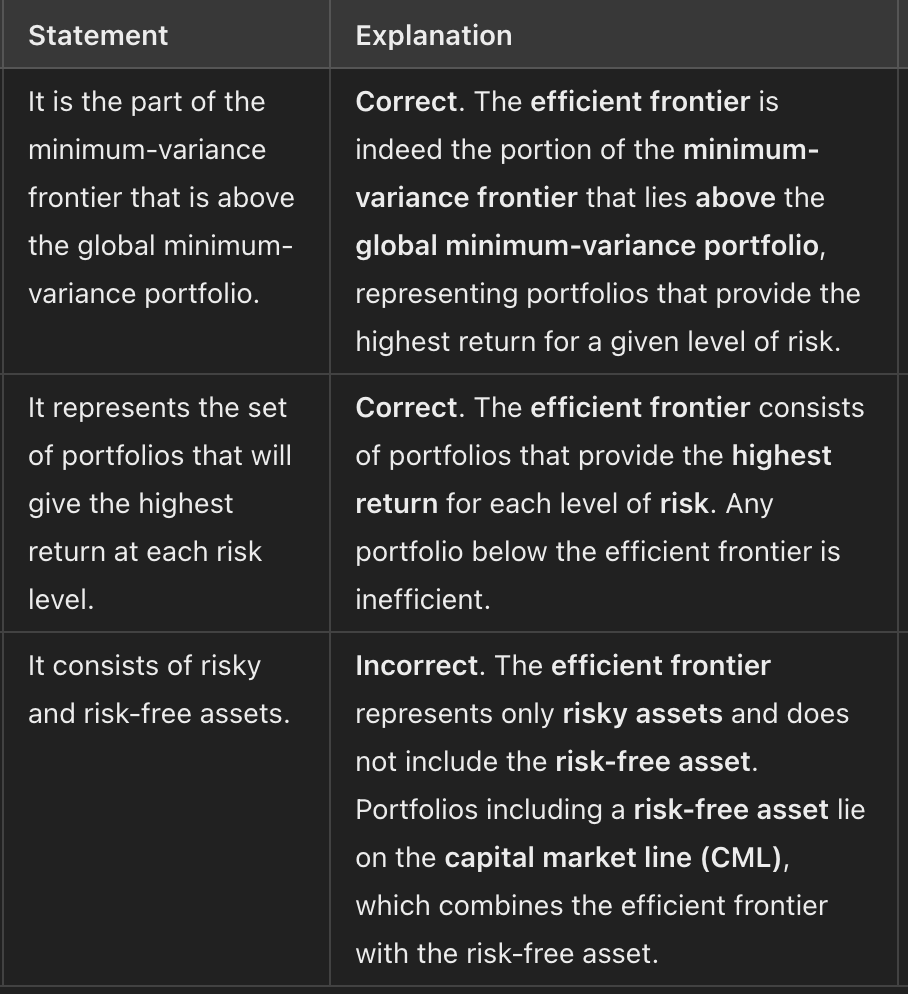 Statement
Explanation
It is the part of the
minimum-variance
frontier that is above
the global minimum-
variance portfolio.
Correct. The efficient frontier is
indeed the portion of the minimum-
variance frontier that lies above the
global minimum-variance portfolio,
representing portfolios that provide the
highest return for a given level of risk.
It represents the set
of portfolios that will
give the highest
return at each risk
level.
Correct. The efficient frontier consists
of portfolios that provide the highest
return for each level of risk. Any
portfolio below the efficient frontier is
inefficient.
It consists of risky
and risk-free assets.
Incorrect. The efficient frontier
represents only risky assets and does
not include the risk-free asset.
Portfolios including a risk-free asset lie
on the capital market line (CML),
which combines the efficient frontier
with the risk-free asset.